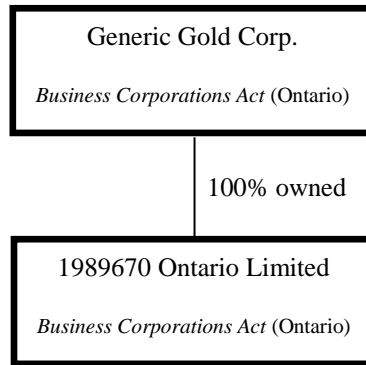 Generic Gold Corp.
Business Corporations Act (Ontario)
100% owned
1989670 Ontario Limited
Business Corporations Act (Ontario)